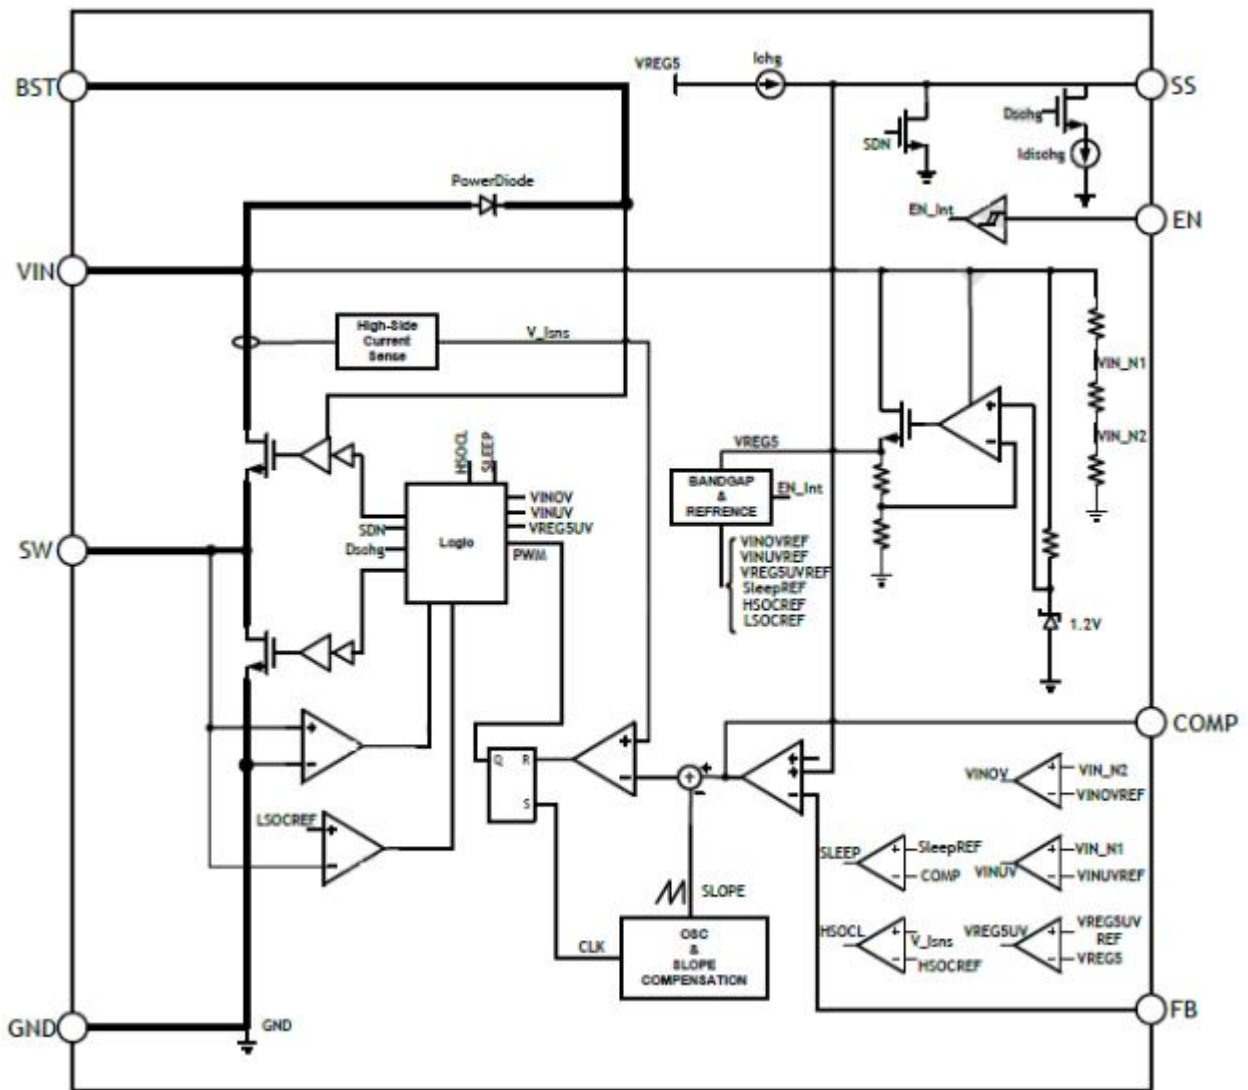 BST
VREG5
Ichg
SS
Dschg
SDN
Idischg
PowerDiode
EN_Int
EN
VIN
High-Side
Current
Sense
V_Isns
VIN_N1
VIN_N2
VREG5
HSOCL
SLEEP
BANDGAP
&
REFRENCE
EN_Int
VINOV
VINUV
VREG5UV
SDN
Dschg
Logic
PWM
SW
VINOVREF
VINUVREF
VREG5UVREF
SleepREF
HSOCREF
LSOCREF
1.2V
COMP
+
-
Q
R
S
+
-
+
+
-
+
+
-
VINOV
+
-
VIN_N2
VINOVREF
LSOCREF
+
-
SLEEP
+
-
SleepREF
COMP
VINUV
+
-
VIN_N1
VINUVREF
SLOPE
CLK
OSC
&
SLOPE
COMPENSATION
HSOCL
+
-
V_Isns
HSOCREF
VREG5UV
+
-
VREG5UV
REF
VREG5
FB
GND
GND